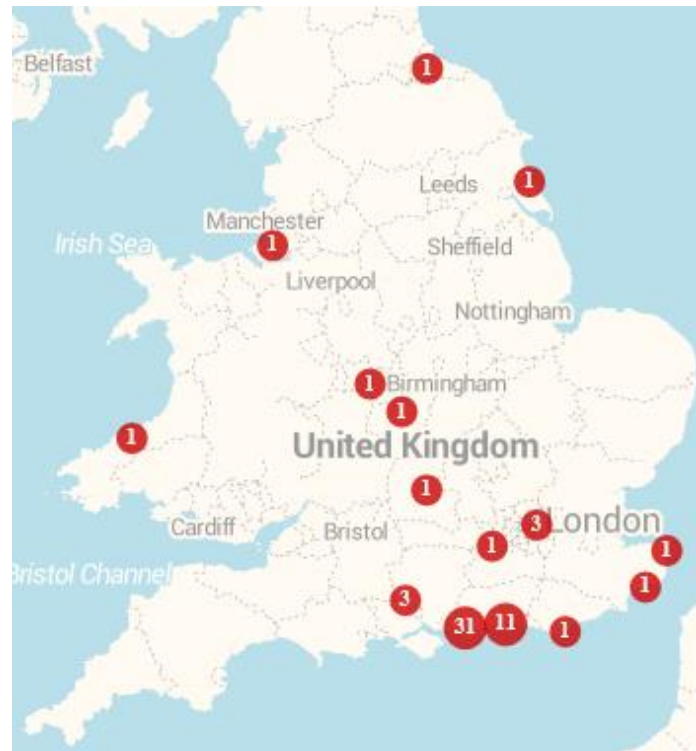 Belfast
1
Leeds
1
Manchester
Irish Sea
1
Sheffield
Liverpool
Nottingham
1
Birmingham
1
1
United Kingdom
1
Cardiff
Bristol
3
London
1
1
Bristol Channel
1
3
31
11
1